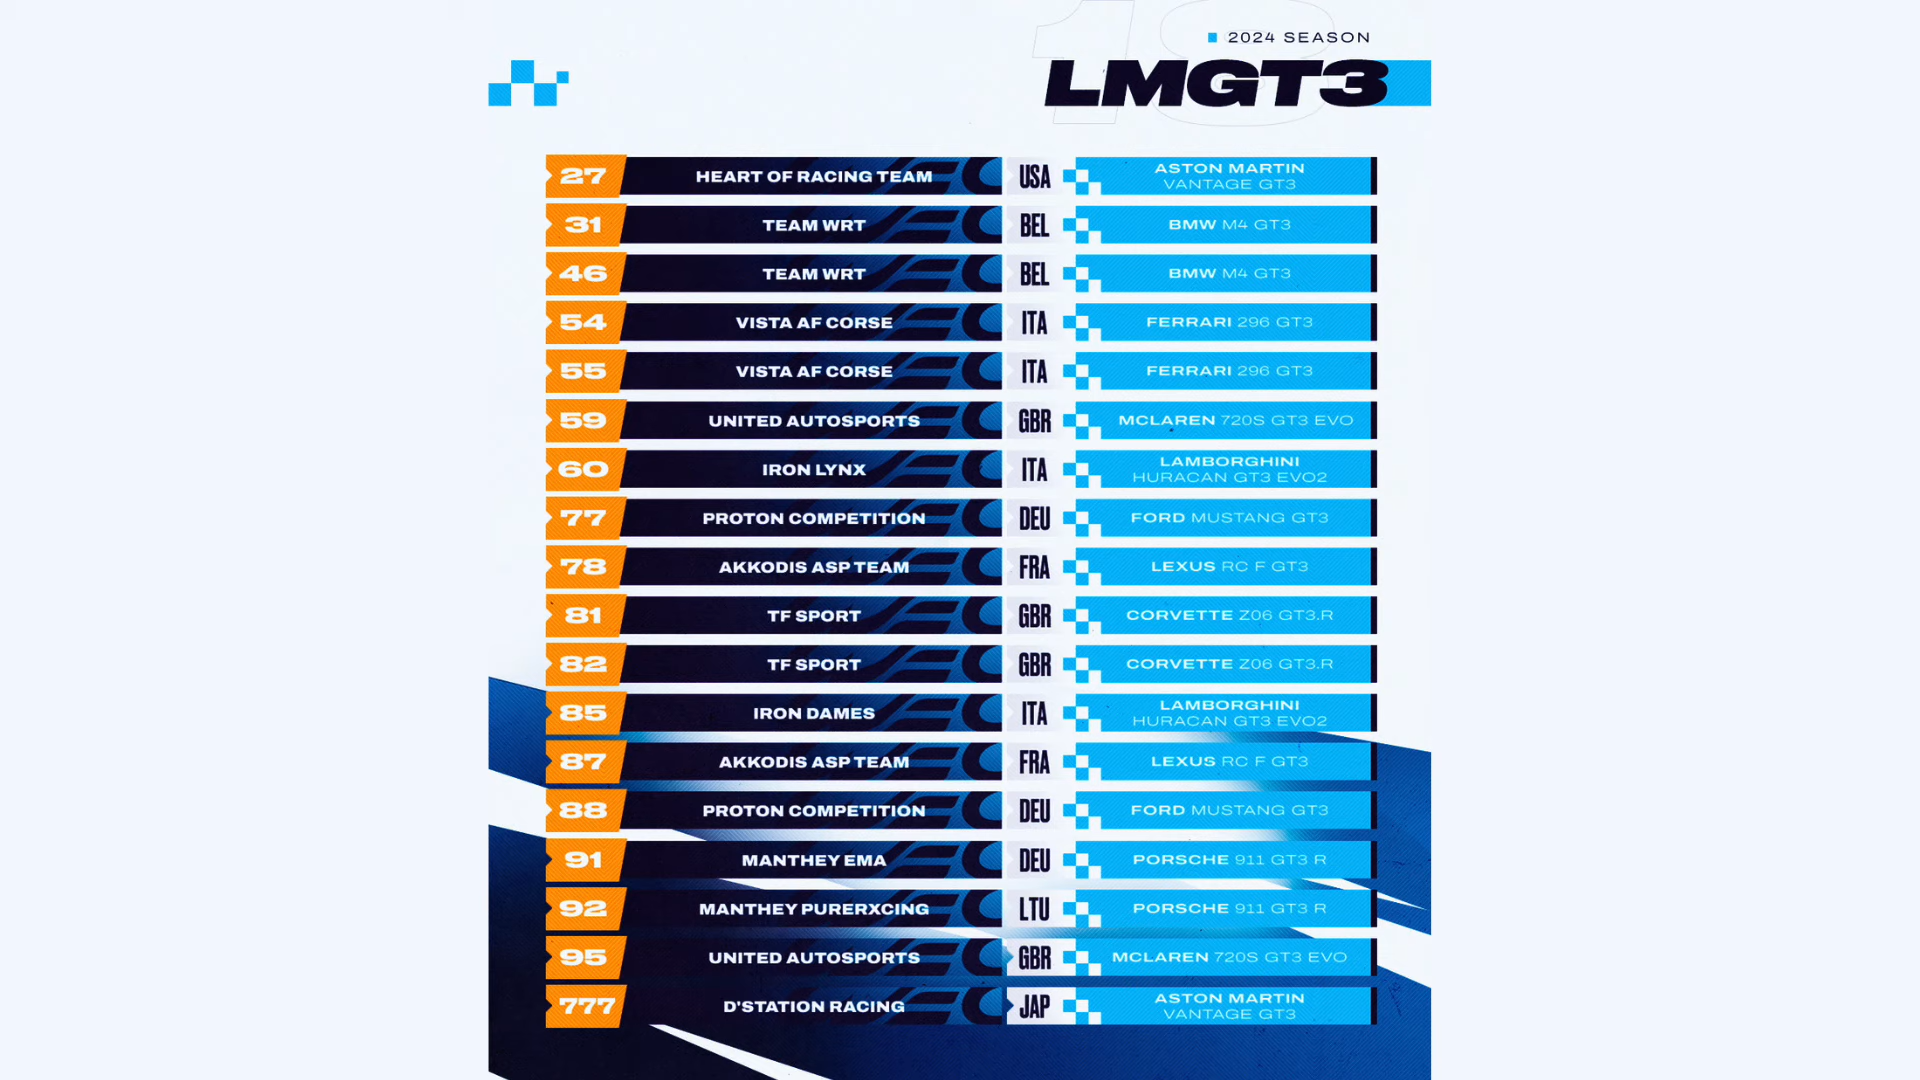 2024 SEASON
LMGT3
27 HEART OF RACING TEAM USA ASTON MARTIN
VANTAGE GT3
31 TEAM WRT BEL BMW M4 GT3
46 TEAM WRT BEL BMW M4 GT3
54 VISTA AF CORSE ITA FERRARI 296 GT3
55 VISTA AF CORSE ITA FERRARI 296 GT3
59 UNITED AUTOSPORTS GBR MCLAREN 720S GT3 EVO
60 IRON LYNX ITA LAMBORGHINI
HURACAN GT3 EVO2
77 PROTON COMPETITION DEU FORD MUSTANG GT3
78 AKKODIS ASP TEAM FRA LEXUS RC F GT3
81 TF SPORT GBR CORVETTE Z06 GT3.R
82 TF SPORT GBR CORVETTE Z06 GT3.R
85 IRON DAMES ITA LAMBORGHINI
HURACAN GT3 EVO2
87 AKKODIS ASP TEAM FRA LEXUS RC F GT3
88 PROTON COMPETITION DEU FORD MUSTANG GT3
91 MANTHEY EMA DEU PORSCHE 911 GT3 R
92 MANTHEY PURERXCING LTU PORSCHE 911 GT3 R
95 UNITED AUTOSPORTS GBR MCLAREN 720S GT3 EVO
777 D'STATION RACING JAP ASTON MARTIN
VANTAGE GT3